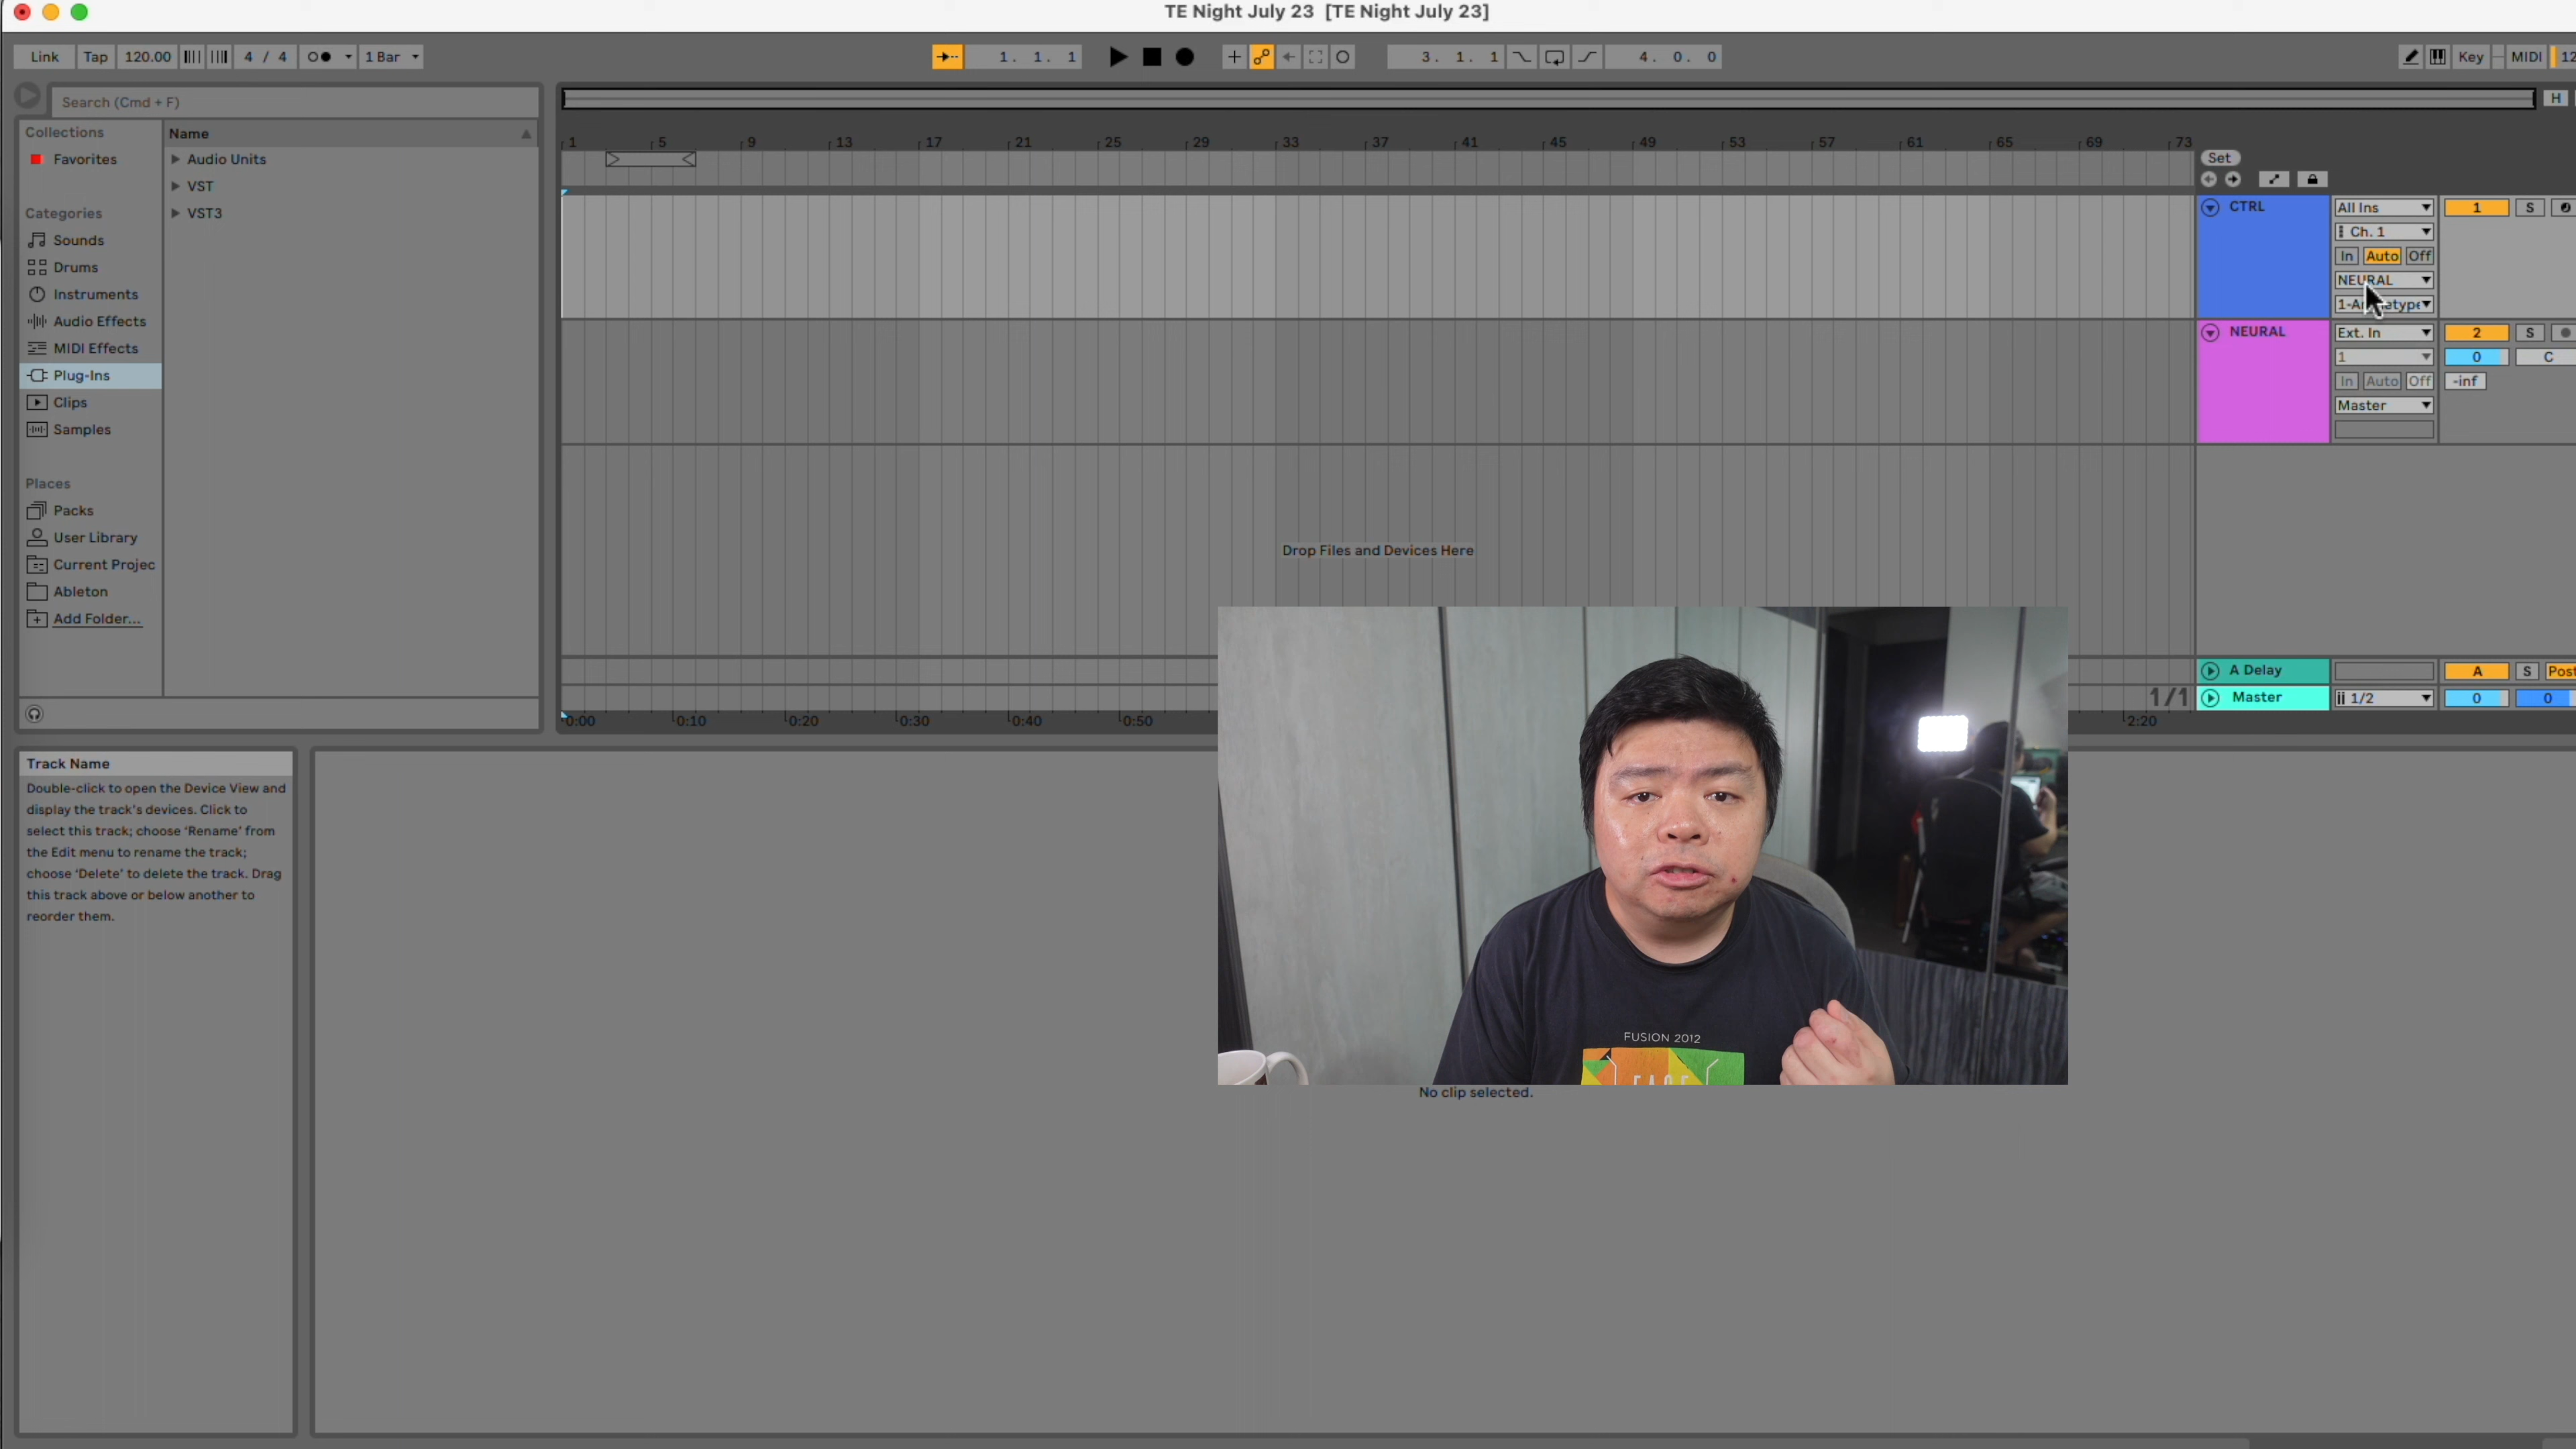 TE Night July 23 [TE Night July 23]
Link Tap 120.00 4 / 4 1 Bar 1. 1. 1 3. 1. 1 4. 0. 0 Key MIDI 12
Search (Cmd + F)
H
Collections
Favorites
Categories
Sounds
Drums
Instruments
Audio Effects
MIDI Effects
Plug-Ins
Clips
Samples
Places
Packs
User Library
Current Projec
Ableton
Add Folder...
Name
Audio Units
VST
VST3
1 5 9 13 17 21 25 29 33 37 41 45 49 53 57 61 65 69 73
Set
CTRL All Ins 1 S
Ch. 1
In Auto Off
NEURAL
NEURAL Ext. In 2 S
1 0 C
In Auto Off -inf
Master
Drop Files and Devices Here
A Delay A S Post
1/1 Master 1/2 0 0
0:00 0:10 0:20 0:30 0:40 0:50 2:20
Track Name
Double-click to open the Device View and
display the track's devices. Click to
select this track; choose ‘Rename’ from
the Edit menu to rename the track;
choose ‘Delete’ to delete the track. Drag
this track above or below another to
reorder them.
FUSION 2012
No clip selected.